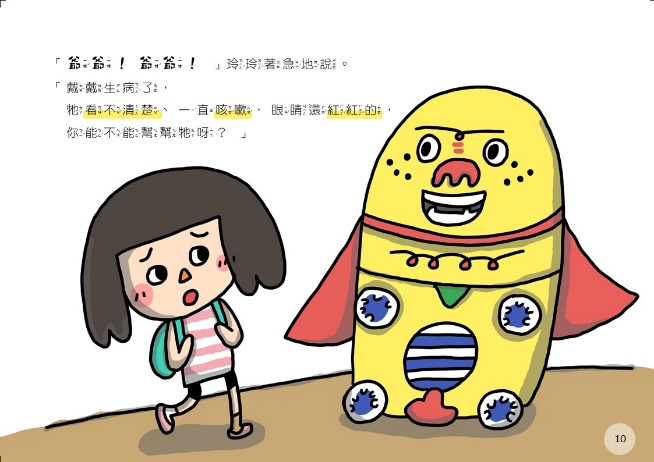 「爺爺！爺爺！」玲玲著急地說。
「戴戴生病了，
牠看不清楚、一直咳嗽，眼睛還紅紅的，
你能不能幫幫牠呀？」
10